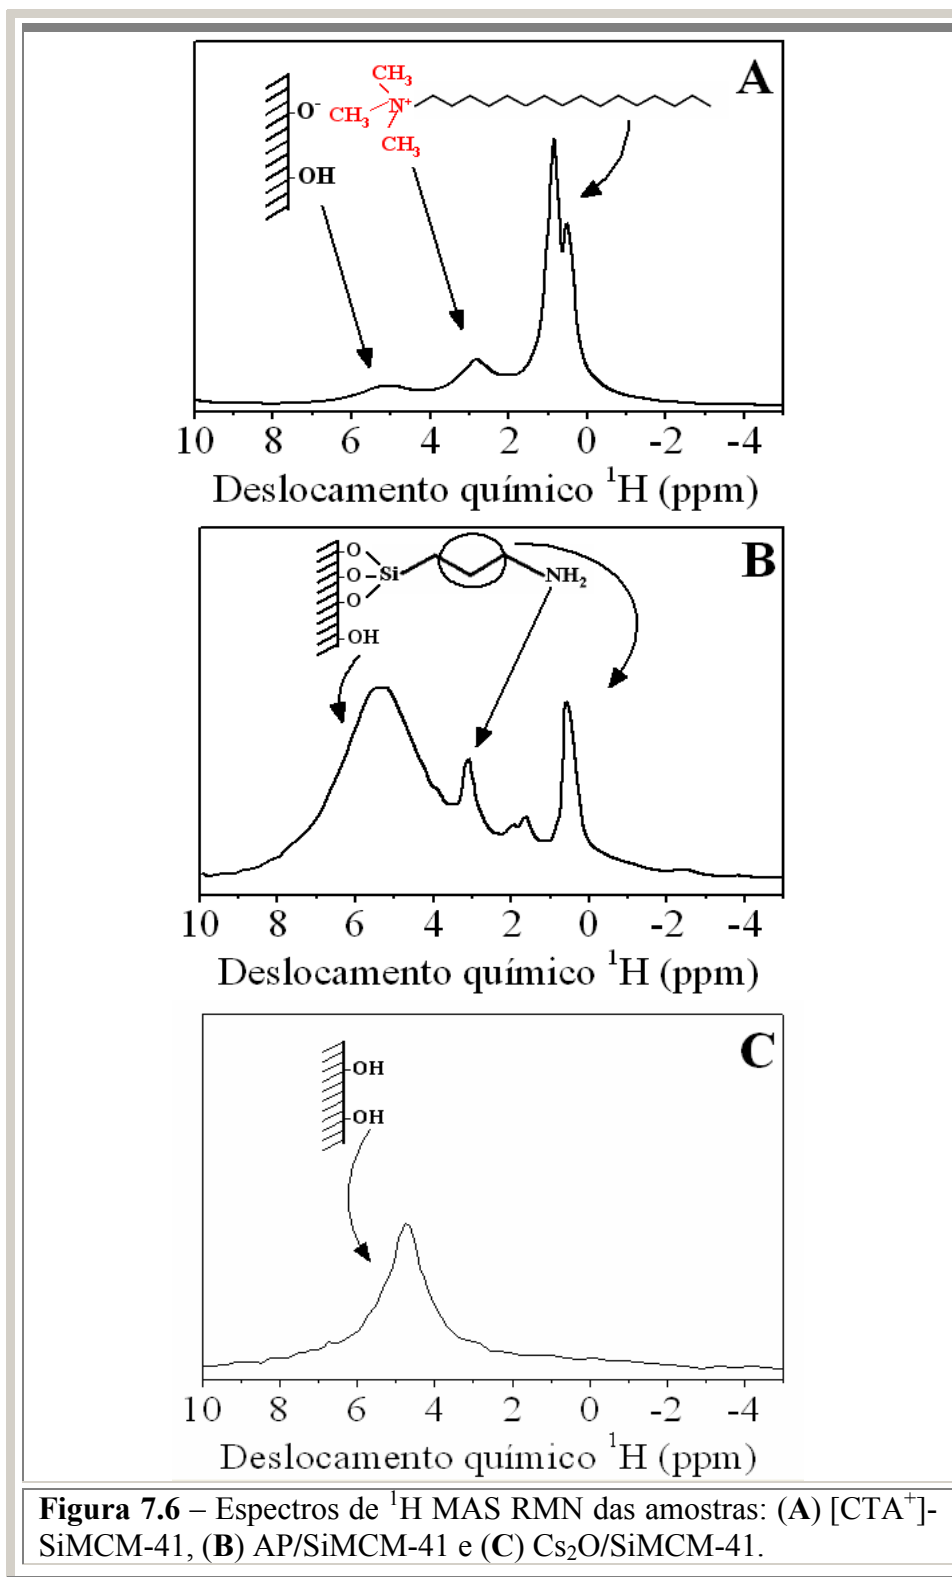 A
CH3
O-
CH3
N+
CH3
OH
10 8 6 4 2 0 -2 -4
Deslocamento químico 1H (ppm)
B
O
O
Si
NH2
O
OH
10 8 6 4 2 0 -2 -4
Deslocamento químico 1H (ppm)
C
OH
OH
10 8 6 4 2 0 -2 -4
Deslocamento químico 1H (ppm)
Figura 7.6 – Espectros de 1H MAS RMN das amostras: (A) [CTA+]-
SiMCM-41, (B) AP/SiMCM-41 e (C) Cs2O/SiMCM-41.